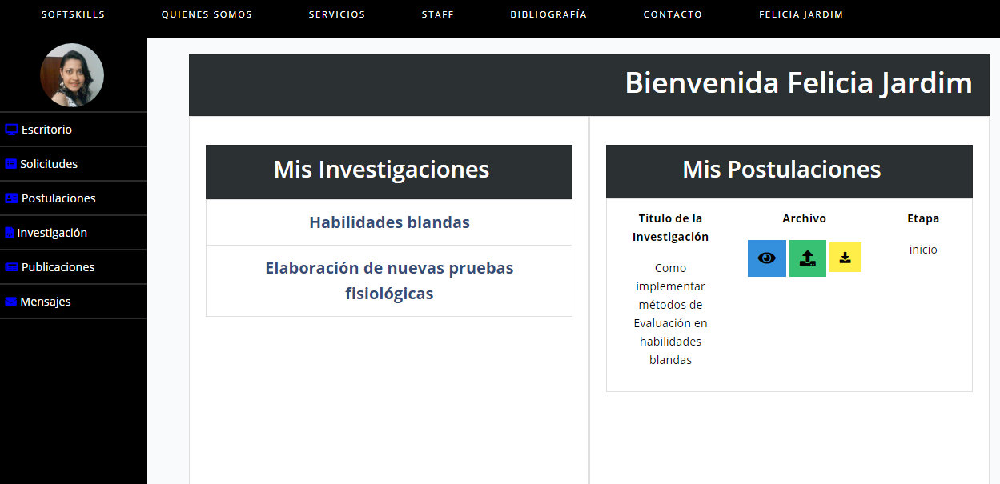 SOFTSKILLS QUIENES SOMOS SERVICIOS STAFF BIBLIOGRAFÍA CONTACTO FELICIA JARDIM
Escritorio
Solicitudes
Postulaciones
Investigación
Publicaciones
Mensajes
Bienvenida Felicia Jardim
Mis Investigaciones
Habilidades blandas
Elaboración de nuevas pruebas
fisiológicas
Mis Postulaciones
Titulo de la
Investigación
Archivo
Etapa
Como
implementar
métodos de
Evaluación en
habilidades
blandas
inicio